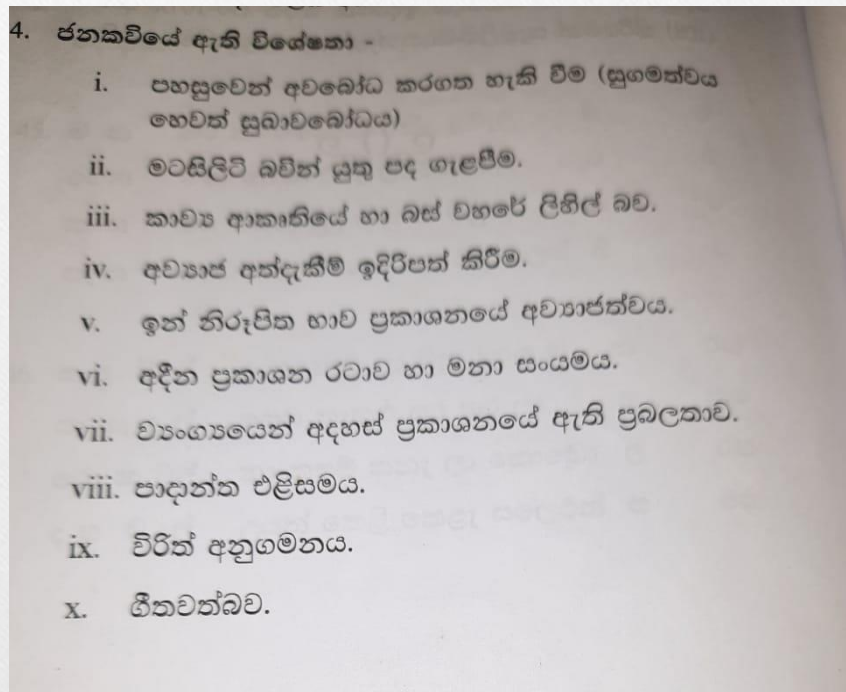 4. ජනකවියේ ඇති විශේෂතා -
i. පහසුවෙන් අවබෝධ කරගත හැකි වීම (සුගමත්වය
හෙවත් සුඛාවබෝධය)
ii. මටසිලිටි බවින් යුතු පද ගැළපීම.
iii. කාව්‍ය ආකෘතියේ හා බස් වහරේ ලිහිල් බව.
iv. අව්‍යාජ අත්දැකීම් ඉදිරිපත් කිරීම.
v. ඉන් නිරූපිත භාව ප්‍රකාශනයේ අව්‍යාජත්වය.
vi. අදීන ප්‍රකාශන රටාව හා මනා සංයමය.
vii. ව්‍යංග්‍යයෙන් අදහස් ප්‍රකාශනයේ ඇති ප්‍රබලතාව.
viii. පාදාන්ත එළිසමය.
ix. විරිත් අනුගමනය.
x. ගීතවත්බව.